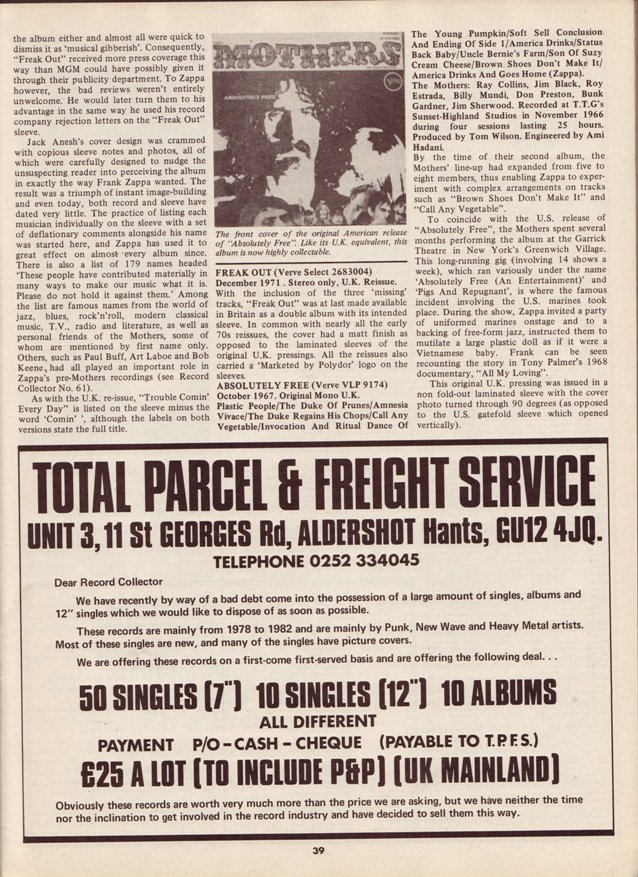 the album either and almost all were quick to
dismiss it as 'musical gibberish'. Consequently,
"Freak Out" received more press coverage this
way than MGM could have possibly given it
through their publicity department. To Zappa
however, the bad reviews weren't entirely
unwelcome. He would later turn them to his
advantage in the same way he used his record
company rejection letters on the "Freak Out"
sleeve.
Jack Anesh's cover design was crammed
with copious sleeve notes and photos, all of
which were carefully designed to nudge the
unsuspecting reader into perceiving the album
in exactly the way Frank Zappa wanted. The
result was a triumph of instant image-building
and even today, both record and sleeve have
dated very little. The practice of listing each
musician individually on the sleeve with a set
of deflationary comments alongside his name
was started here, and Zappa has used it to
great effect on almost every album since.
There is also a list of 179 names headed
'These people have contributed materially in
many ways to make our music what it is.
Please do not hold it against them.' Among
the list are famous names from the world of
jazz, blues, rock'n'roll, modern classical
music, T.V., radio and literature, as well as
personal friends of the Mothers, some of
whom are mentioned by first name only.
Others, such as Paul Buff, Art Laboe and Bob
Keene, had all played an important role in
Zappa's pre-Mothers recordings (see Record
Collector No. 61).
As with the U.K. re-issue, "Trouble Comin'
Every Day" is listed on the sleeve minus the
word 'Comin' ', although the labels on both
versions state the full title.
MOTHERS
ABSOLUTELY FREE
The front cover of the original American release
of "Absolutely Free". Like its U.K. equivalent, this
album is now highly collectable.
FREAK OUT (Verve Select 2683004)
December 1971. Stereo only, U.K. Reissue.
With the inclusion of the three 'missing'
tracks, "Freak Out" was at last made available
in Britain as a double album with its intended
sleeve. In common with nearly all the early
70s reissues, the cover had a matt finish as
opposed to the laminated sleeves of the
original U.K. pressings. All the reissues also
carried a 'Marketed by Polydor' logo on the
sleeves.
ABSOLUTELY FREE (Verve VLP 9174)
October 1967. Original Mono U.K.
Plastic People/The Duke Of Prunes/Amnesia
Vivace/The Duke Regains His Chops/Call Any
Vegetable/Invocation And Ritual Dance Of
The Young Pumpkin/Soft Sell Conclusion
And Ending Of Side 1/America Drinks/Status
Back Baby/Uncle Bernie's Farm/Son Of Suzy
Cream Cheese/Brown Shoes Don't Make It/
America Drinks And Goes Home (Zappa).
The Mothers: Ray Collins, Jim Black, Roy
Estrada, Billy Mundi, Don Preston, Bunk
Gardner, Jim Sherwood. Recorded at T.T.G's
Sunset-Highland Studios in November 1966
during four sessions lasting 25 hours.
Produced by Tom Wilson. Engineered by Ami
Hadani.
By the time of their second album, the
Mothers' line-up had expanded from five to
eight members, thus enabling Zappa to exper-
iment with complex arrangements on tracks
such as "Brown Shoes Don't Make It" and
"Call Any Vegetable".
To coincide with the U.S. release of
"Absolutely Free", the Mothers spent several
months performing the album at the Garrick
Theatre in New York's Greenwich Village.
This long-running gig (involving 14 shows a
week), which ran variously under the name
'Absolutely Free (An Entertainment)' and
'Pigs And Repugnant', is where the famous
incident involving the U.S. marines took
place. During the show, Zappa invited a party
of uniformed marines onstage and to a
backing of free-form jazz, instructed them to
mutilate a large plastic doll as if it were a
Vietnamese baby. Frank can be seen
recounting the story in Tony Palmer's 1968
documentary, "All My Loving".
This original U.K. pressing was issued in a
non fold-out laminated sleeve with the cover
photo turned through 90 degrees (as opposed
to the U.S. gatefold sleeve which opened
vertically).
TOTAL PARCEL & FREIGHT SERVICE
UNIT 3, 11 St GEORGES Rd, ALDERSHOT Hants, GU12 4JQ.
TELEPHONE 0252 334045
Dear Record Collector
We have recently by way of a bad debt come into the possession of a large amount of singles, albums and
12" singles which we would like to dispose of as soon as possible.
These records are mainly from 1978 to 1982 and are mainly by Punk, New Wave and Heavy Metal artists.
Most of these singles are new, and many of the singles have picture covers.
We are offering these records on a first-come first-served basis and are offering the following deal. . .
50 SINGLES (7") 10 SINGLES (12") 10 ALBUMS
ALL DIFFERENT
PAYMENT P/O – CASH – CHEQUE (PAYABLE TO T.P.F.S.)
£25 A LOT (TO INCLUDE P&P) (UK MAINLAND)
Obviously these records are worth very much more than the price we are asking, but we have neither the time
nor the inclination to get involved in the record industry and have decided to sell them this way.
39